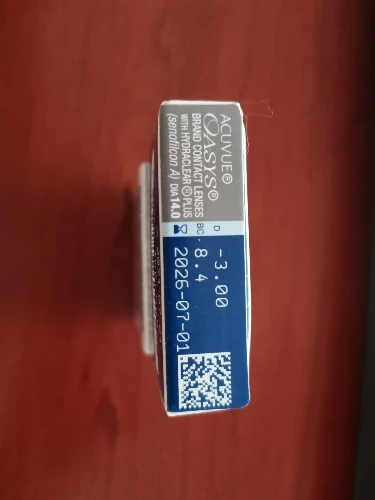 ACUVUE®
OASYS®
BRAND CONTACT LENSES
WITH HYDRACLEAR® PLUS
(senofilcon A) DIA 14.0
D -3.00
BC 8.4
2026-07-01